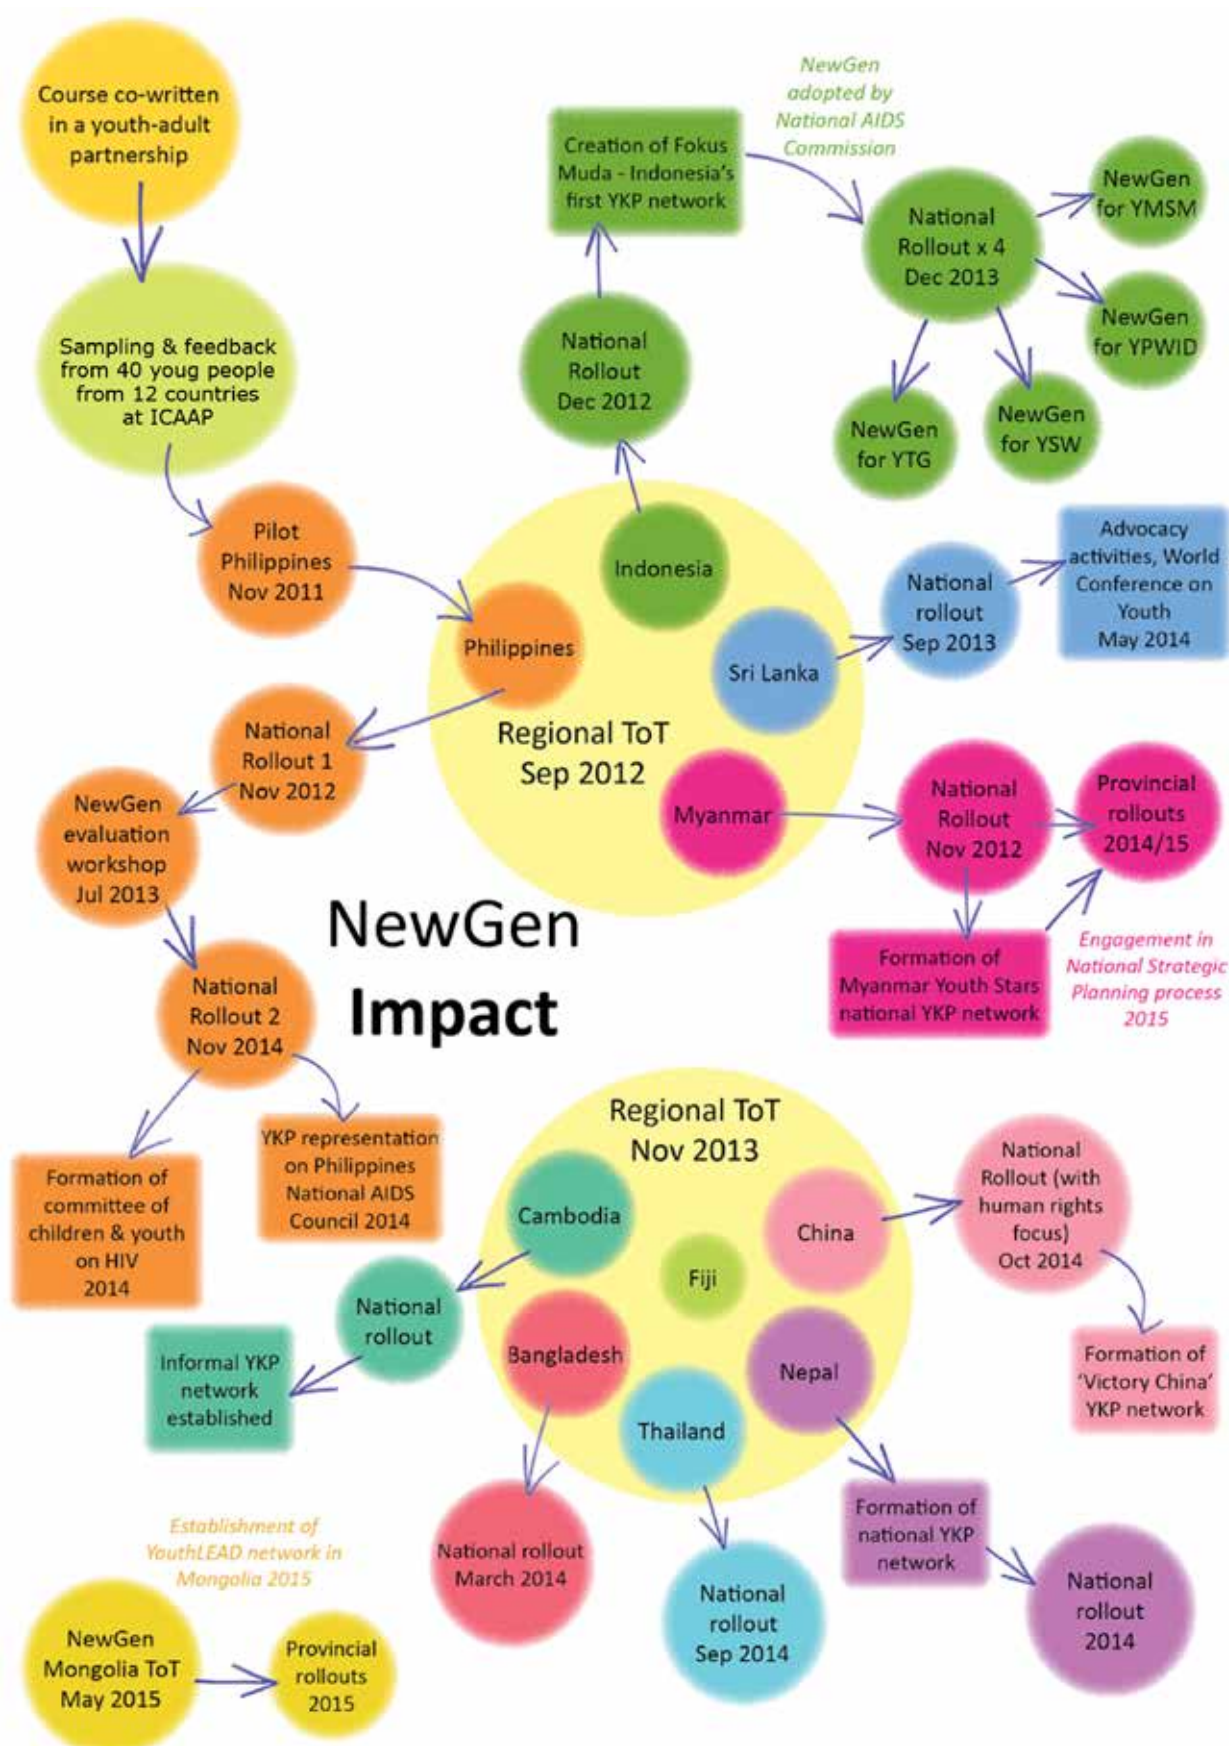 Course co-written
in a youth-adult
partnership
Sampling & feedback
from 40 youg people
from 12 countries
at ICAAP
Pilot
Philippines
Nov 2011
Philippines
Indonesia
Sri Lanka
Myanmar
Regional ToT
Sep 2012
National
Rollout
Dec 2012
Creation of Fokus
Muda - Indonesia's
first YKP network
NewGen
adopted by
National AIDS
Commission
National
Rollout x 4
Dec 2013
NewGen
for YMSM
NewGen
for YPWID
NewGen
for YSW
NewGen
for YTG
National
rollout
Sep 2013
Advocacy
activities, World
Conference on
Youth
May 2014
National
Rollout
Nov 2012
Provincial
rollouts
2014/15
Formation of
Myanmar Youth Stars
national YKP network
Engagement in
National Strategic
Planning process
2015
National
Rollout 1
Nov 2012
NewGen
evaluation
workshop
Jul 2013
National
Rollout 2
Nov 2014
Formation of
committee of
children & youth
on HIV
2014
YKP representation
on Philippines
National AIDS
Council 2014
NewGen
Impact
Regional ToT
Nov 2013
Cambodia
China
Fiji
Bangladesh
Nepal
Thailand
National
rollout
Informal YKP
network
established
National
Rollout (with
human rights
focus)
Oct 2014
Formation of
'Victory China'
YKP network
National rollout
March 2014
National
rollout
Sep 2014
Formation of
national YKP
network
National
rollout
2014
Establishment of
YouthLEAD network in
Mongolia 2015
NewGen
Mongolia ToT
May 2015
Provincial
rollouts
2015